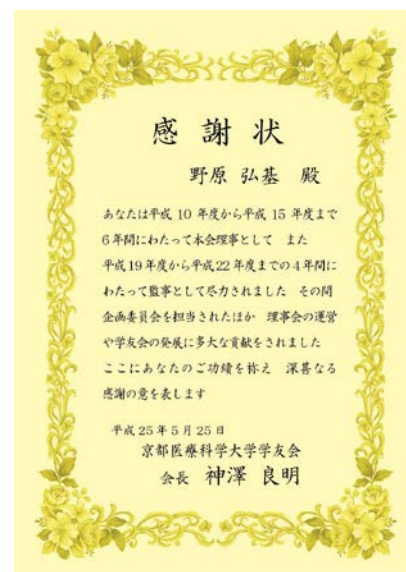 感謝状
野原 弘基 殿
あなたは平成 10 年度から平成 15 年度まで
6年間にわたって本会理事として また
平成19年度から平成22年度までの4年間に
わたって監事として尽力されました その間
企画委員会を担当されたほか 理事会の運営
や学友会の発展に多大な貢献をされました
ここにあなたのご功績を称え 深甚なる
感謝の意を表します
平成25年5月25日
京都医療科学大学学友会
会長 神澤 良明